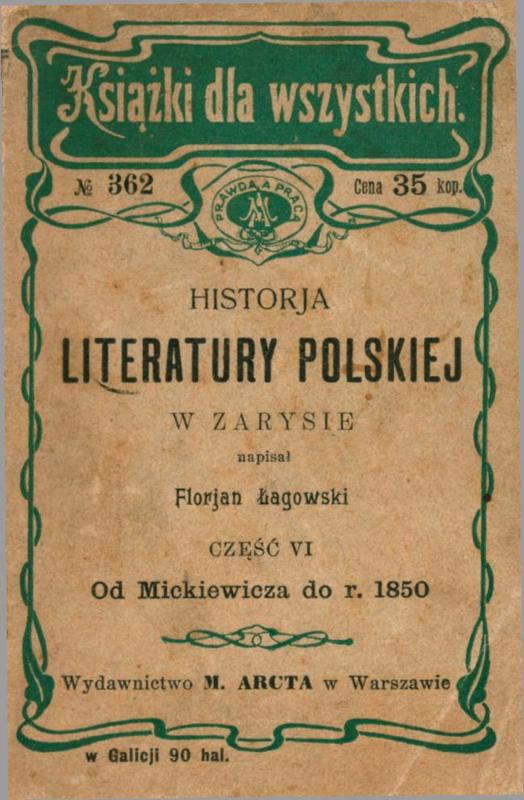 Książki dla wszystkich.
№ 362
Cena 35 kop.
PRAWDA A PRACA
HISTORJA
LITERATURY POLSKIEJ
W ZARYSIE
napisał
Florjan Łagowski
CZĘŚĆ VI
Od Mickiewicza do r. 1850
Wydawnictwo M. ARCTA w Warszawie
w Galicji 90 hal.